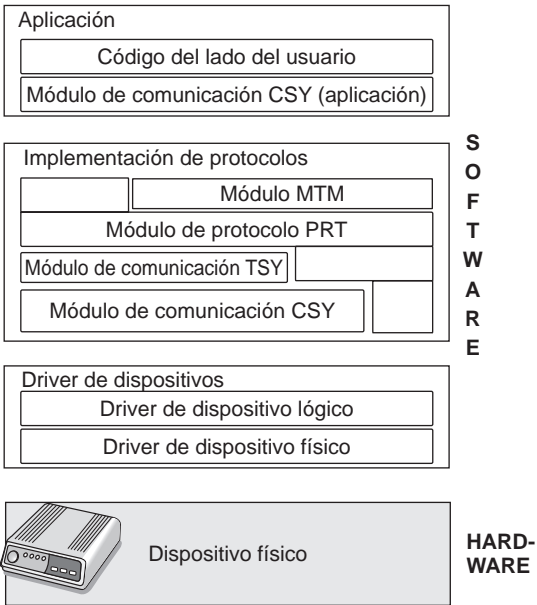 Aplicación
Código del lado del usuario
Módulo de comunicación CSY (aplicación)
Implementación de protocolos
Módulo MTM
Módulo de protocolo PRT
Módulo de comunicación TSY
Módulo de comunicación CSY
Driver de dispositivos
Driver de dispositivo lógico
Driver de dispositivo físico
Dispositivo físico
S
O
F
T
W
A
R
E
HARD-
WARE